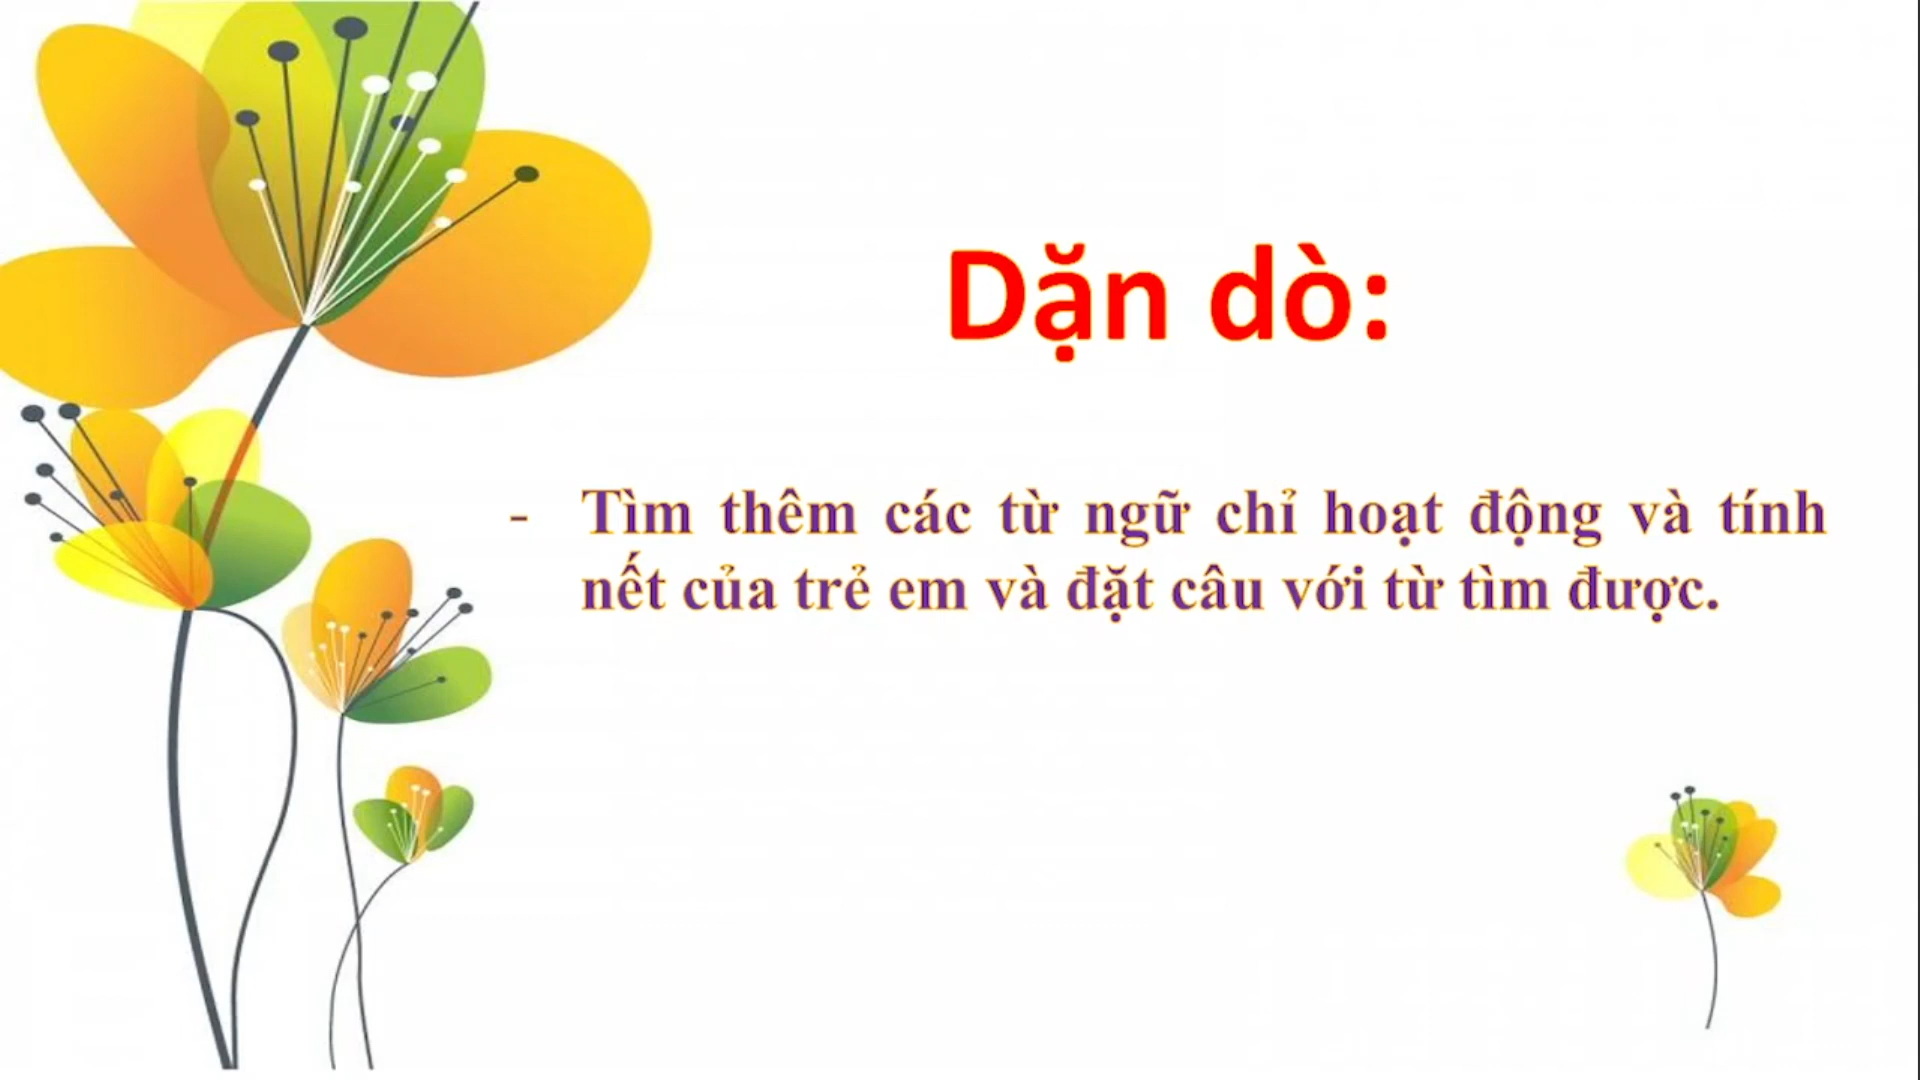 Dặn dò:
- Tìm thêm các từ ngữ chỉ hoạt động và tính
nết của trẻ em và đặt câu với từ tìm được.